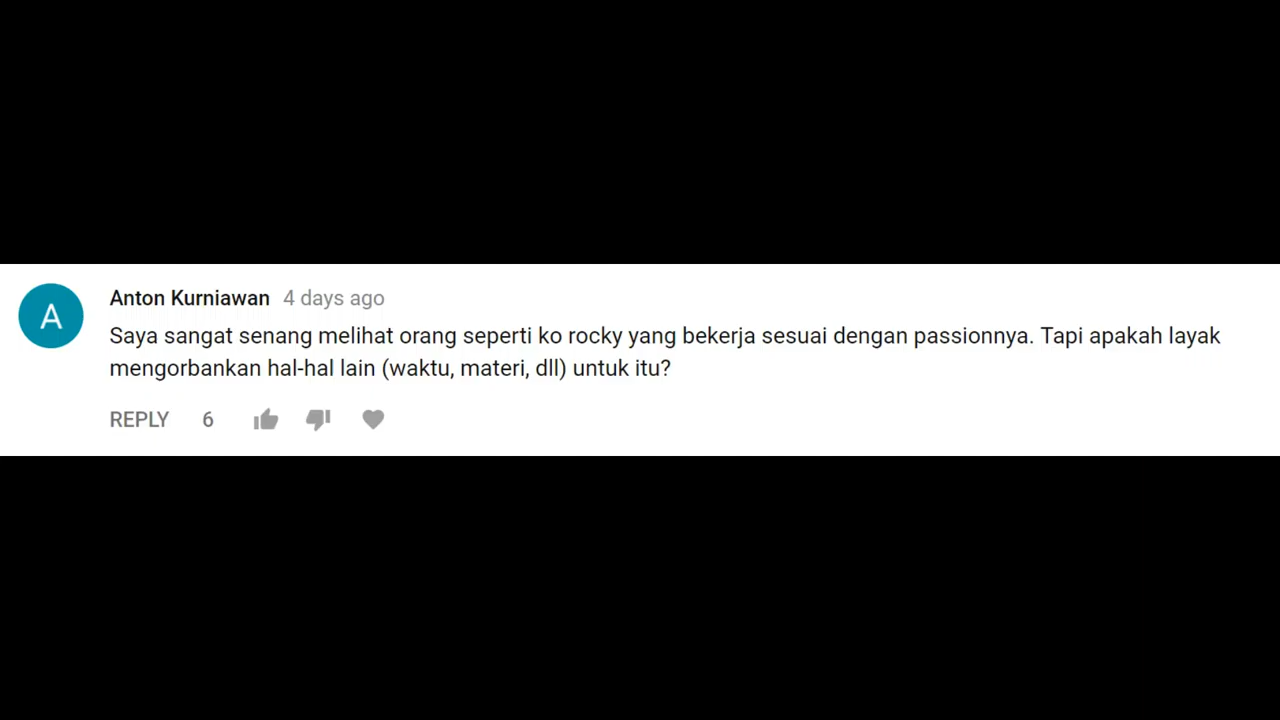 A
Anton Kurniawan 4 days ago
Saya sangat senang melihat orang seperti ko rocky yang bekerja sesuai dengan passionnya. Tapi apakah layak
mengorbankan hal-hal lain (waktu, materi, dll) untuk itu?
REPLY 6